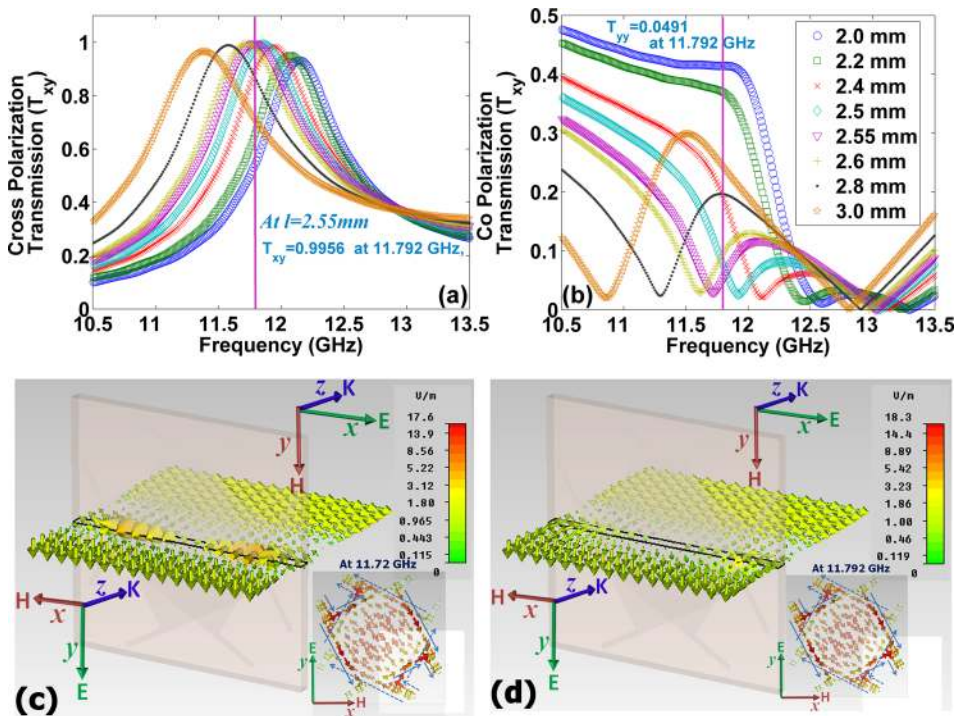 Cross Polarization
Transmission (Txy)
1
0.8
0.6
0.4
0.2
0
At l=2.55mm
Txy=0.9956 at 11.792 GHz,
(a)
10.5 11 11.5 12 12.5 13 13.5
Frequency (GHz)
Co Polarization
Transmission (Txy)
0.5
0.4
0.3
0.2
0.1
0
Tyy=0.0491
at 11.792 GHz
2.0 mm
2.2 mm
2.4 mm
2.5 mm
2.55 mm
2.6 mm
2.8 mm
3.0 mm
(b)
10.5 11 11.5 12 12.5 13 13.5
Frequency (GHz)
z K
x E
y
H
V/m
17.6
13.9
8.56
5.22
3.12
1.80
0.965
0.443
0.115
0
H x z K
y
E
At 11.72 GHz
E
y
x H
(c)
z K
x E
y
H
V/m
18.3
14.4
8.91
5.42
3.24
1.86
1.00
0.46
0.119
0
H x z K
y
E
At 11.792 GHz
E
y
x H
(d)